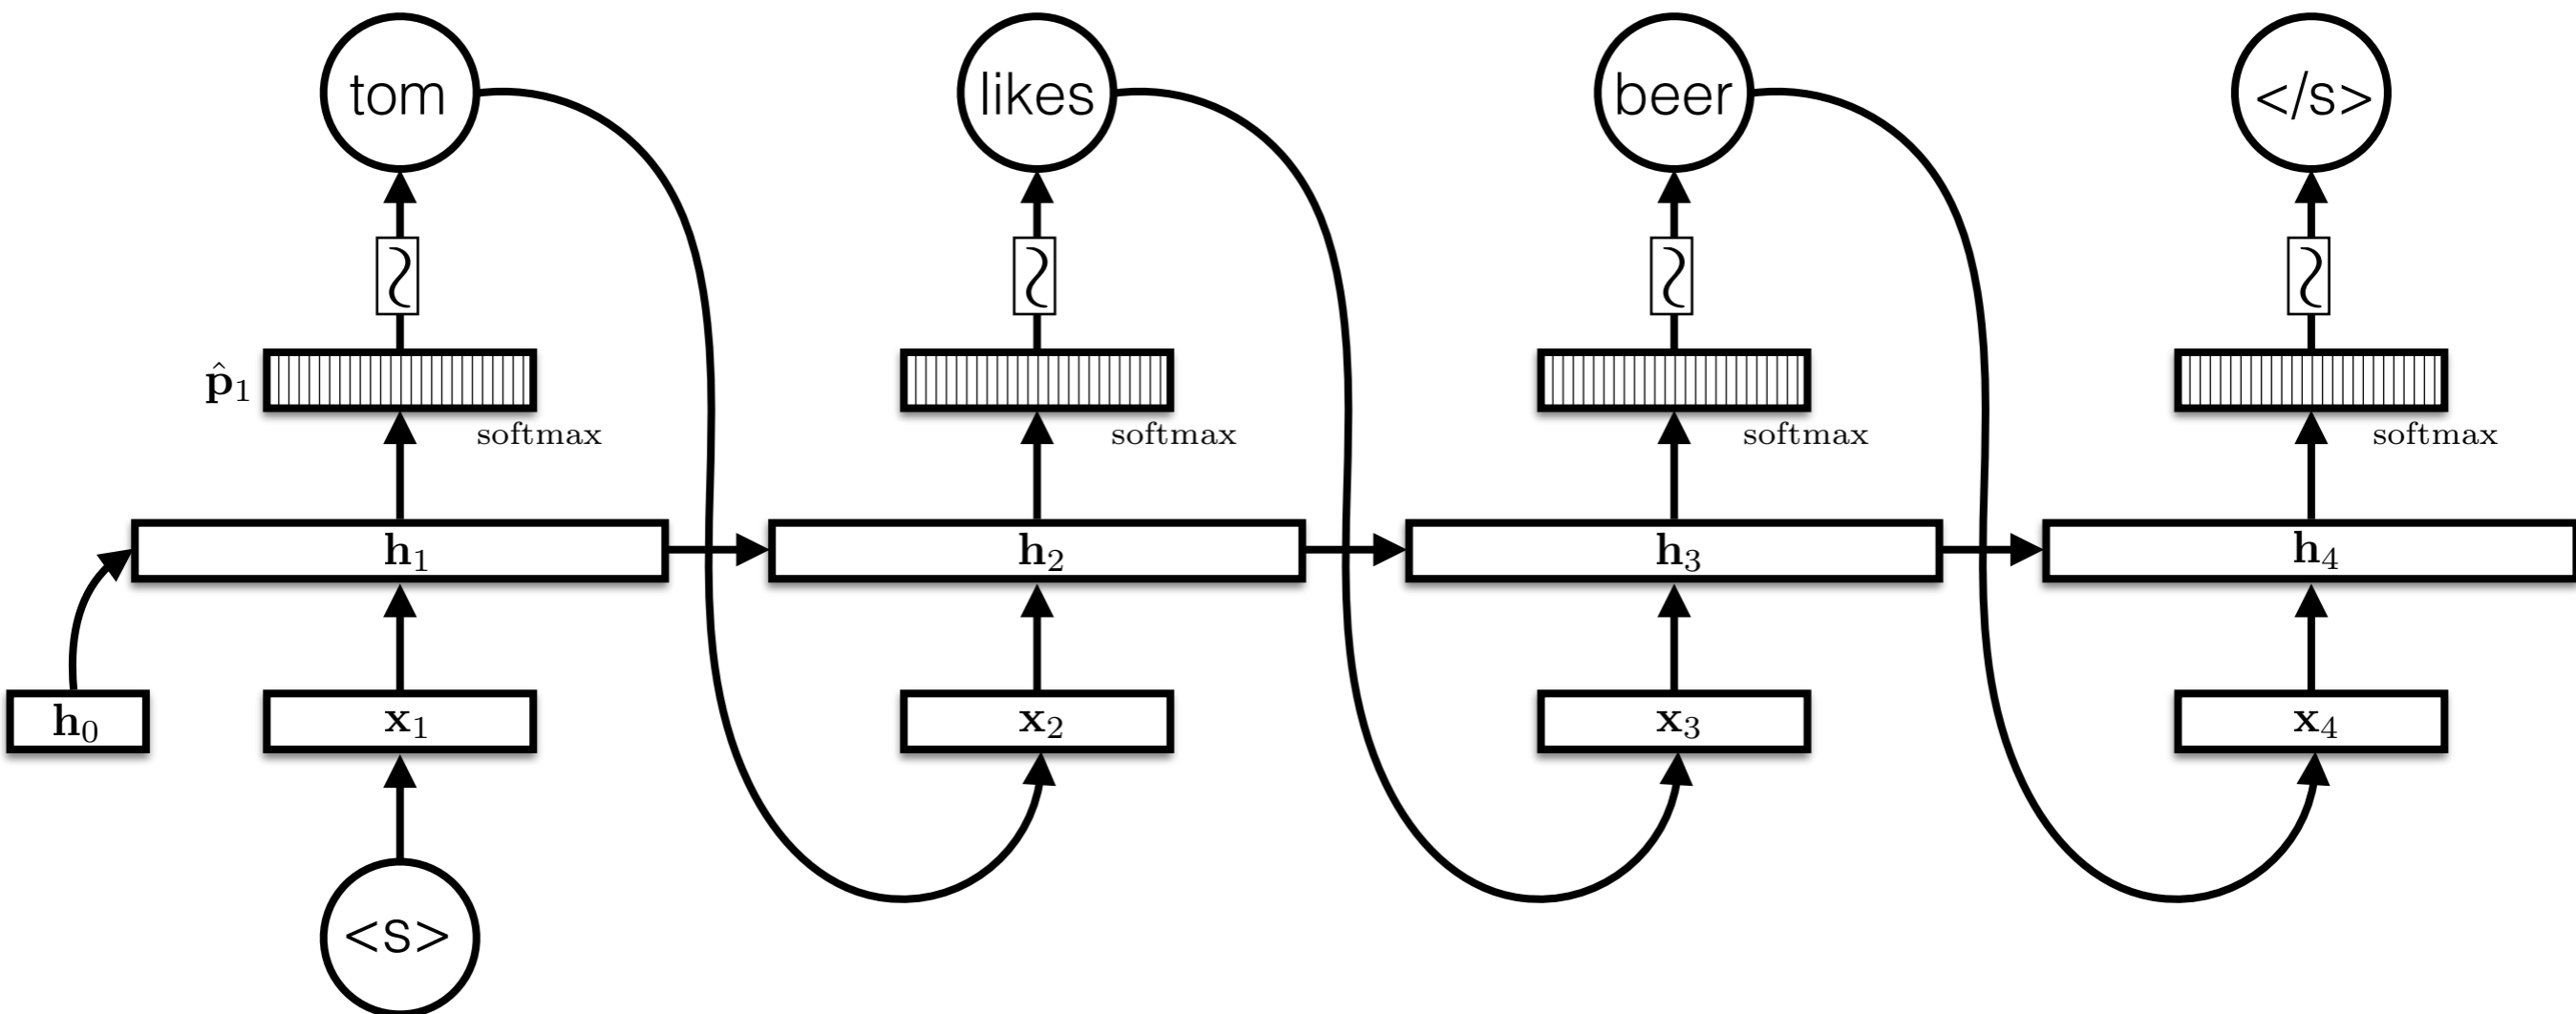 tom likes beer </s>
∼ ∼ ∼ ∼
p̂₁
softmax softmax softmax softmax
h₁ h₂ h₃ h₄
h₀ x₁ x₂ x₃ x₄
<s>